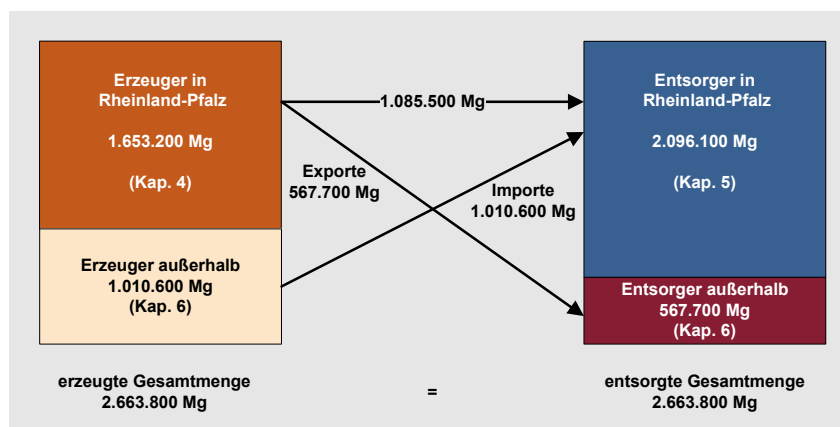 Erzeuger in
Rheinland-Pfalz
1.653.200 Mg
(Kap. 4)
Erzeuger außerhalb
1.010.600 Mg
(Kap. 6)
1.085.500 Mg
Exporte
567.700 Mg
Importe
1.010.600 Mg
Entsorger in
Rheinland-Pfalz
2.096.100 Mg
(Kap. 5)
Entsorger außerhalb
567.700 Mg
(Kap. 6)
erzeugte Gesamtmenge
2.663.800 Mg
=
entsorgte Gesamtmenge
2.663.800 Mg